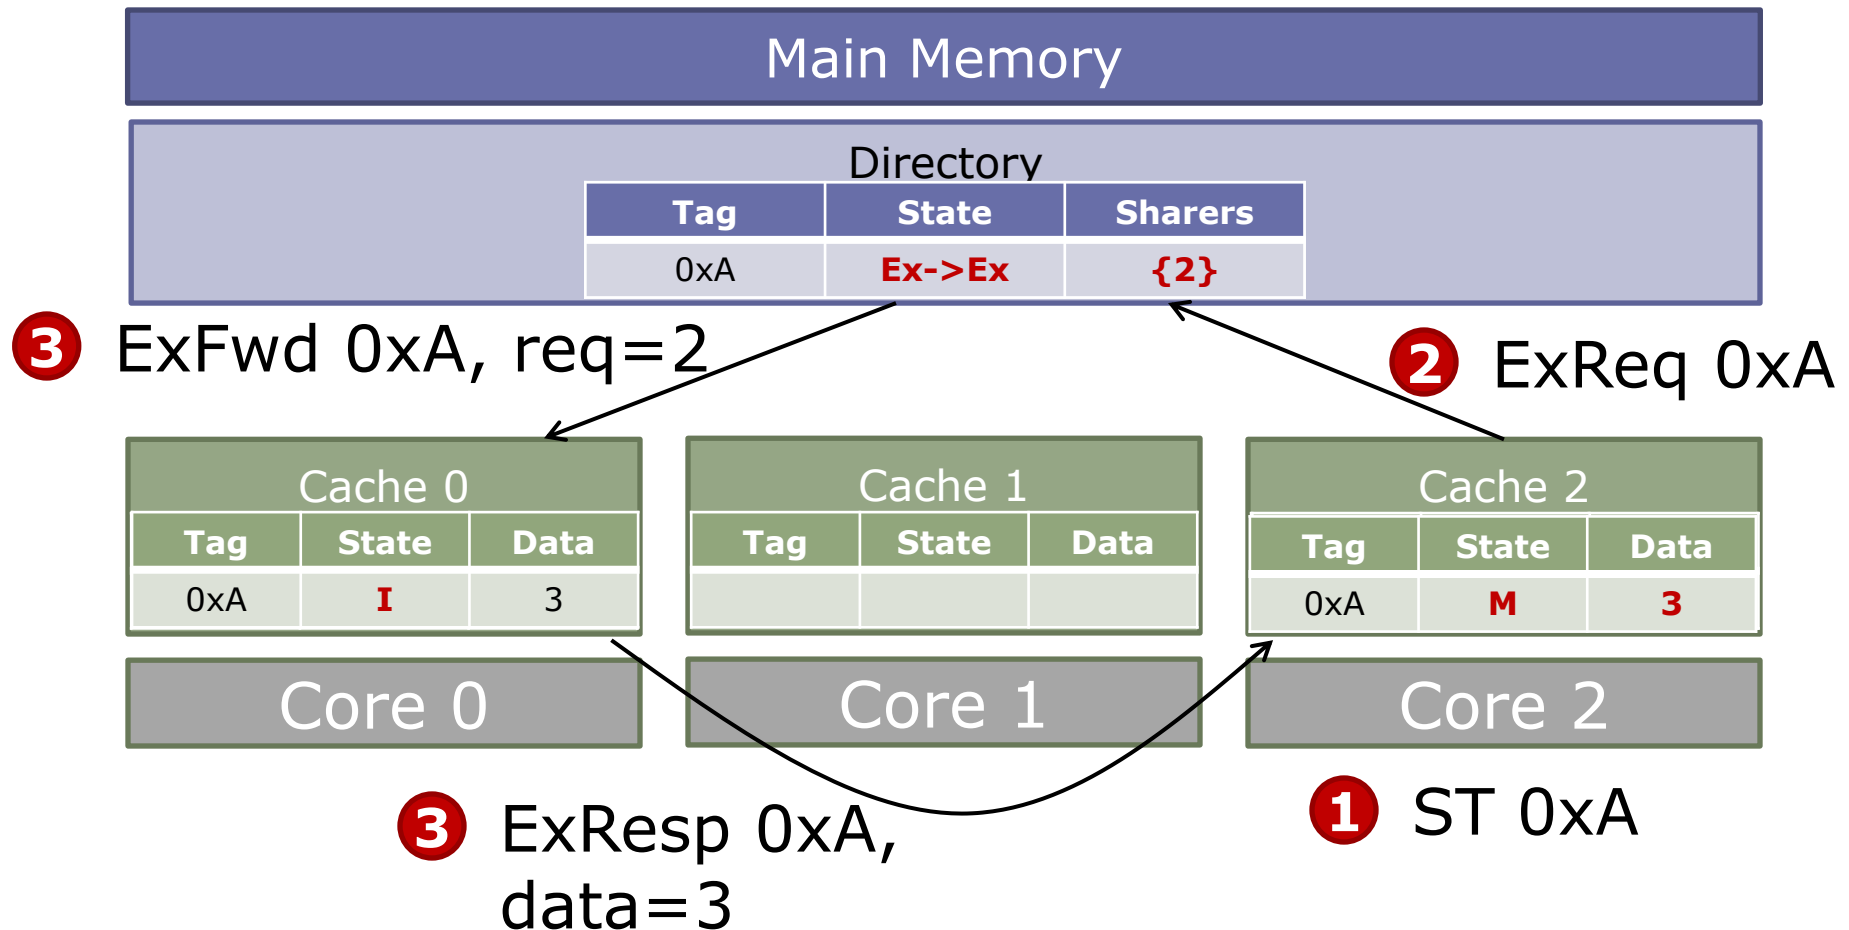 Main Memory
Directory
Tag State Sharers
0xA Ex->Ex {2}
3 ExFwd 0xA, req=2
2 ExReq 0xA
Cache 0
Tag State Data
0xA I 3
Cache 1
Tag State Data
Cache 2
Tag State Data
0xA M 3
Core 0
Core 1
Core 2
1 ST 0xA
3 ExResp 0xA,
data=3